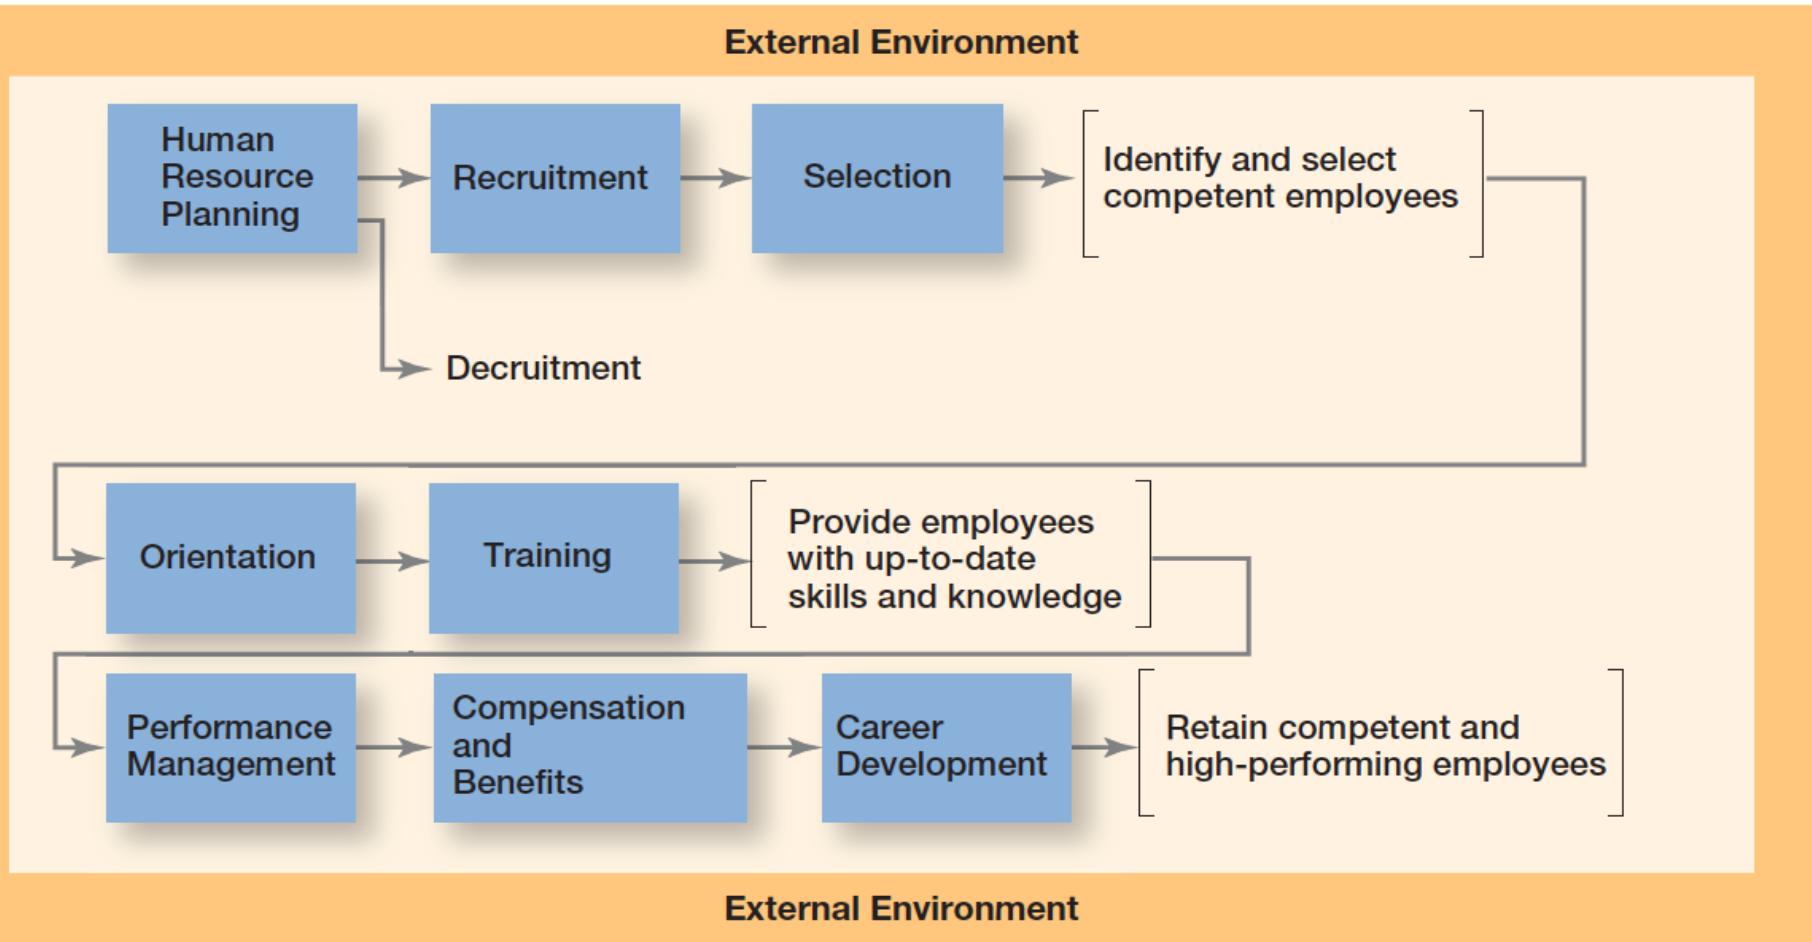 External Environment
Human
Resource
Planning
Recruitment
Selection
Identify and select
competent employees
Decruitment
Orientation
Training
Provide employees
with up-to-date
skills and knowledge
Performance
Management
Compensation
and
Benefits
Career
Development
Retain competent and
high-performing employees
External Environment